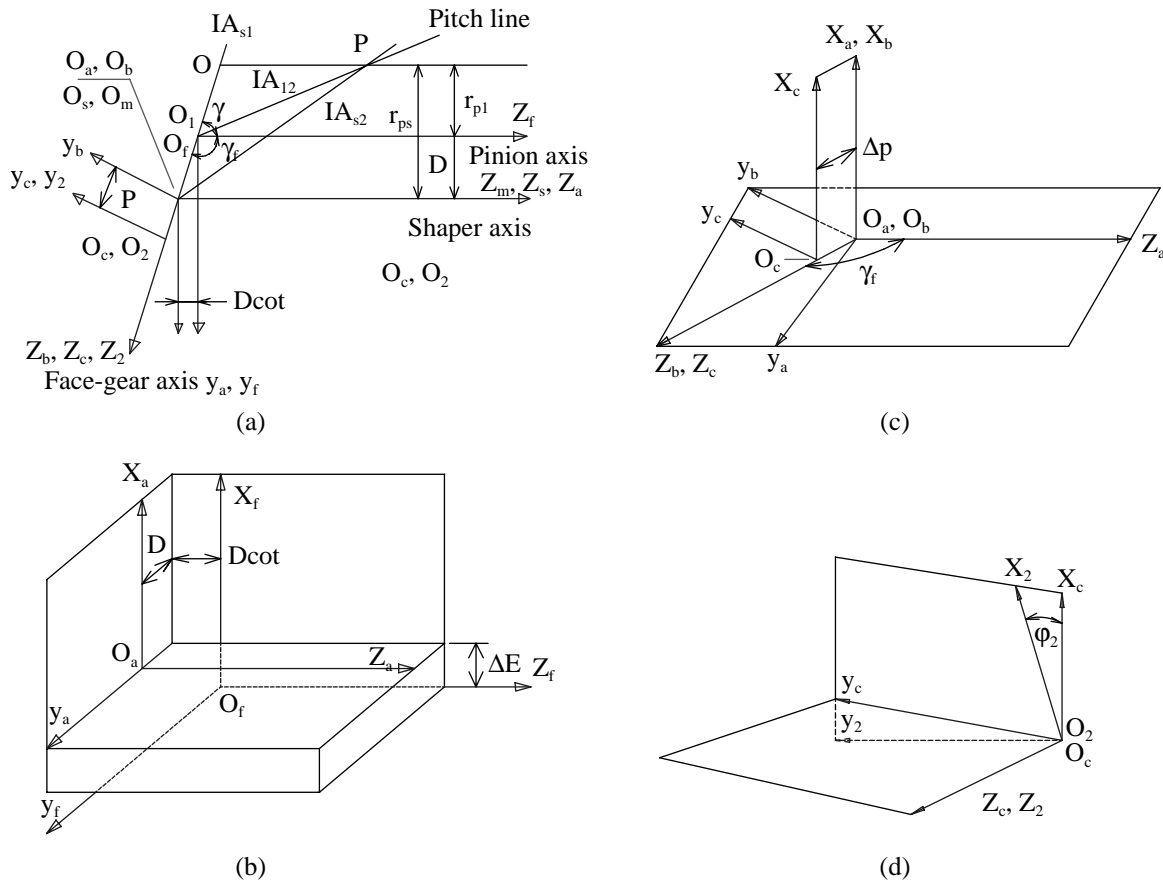 IA_s1
Pitch line
P
O_a, O_b
O_s, O_m
O
IA_12
IA_s2
r_ps
r_p1
O_1
γ
Z_f
O_f
γ_f
Pinion axis
D
y_b
y_c, y_2
P
Z_m, Z_s, Z_a
Shaper axis
O_c, O_2
O_c, O_2
Dcot
Z_b, Z_c, Z_2
Face-gear axis y_a, y_f
(a)
X_a, X_b
X_c
Δp
y_b
y_c
O_a, O_b
Z_a
O_c
γ_f
Z_b, Z_c
y_a
(c)
X_a
X_f
D
Dcot
O_a
Z_a
ΔE
Z_f
O_f
y_a
y_f
(b)
X_2
X_c
φ_2
y_c
y_2
O_2
O_c
Z_c, Z_2
(d)